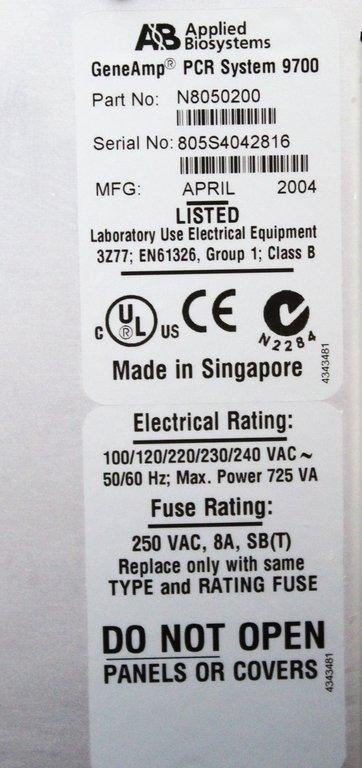 AB Applied
Biosystems
GeneAmp® PCR System 9700
Part No: N8050200
Serial No: 805S4042816
MFG: APRIL 2004
LISTED
Laboratory Use Electrical Equipment
3Z77; EN61326, Group 1; Class B
C UL ® US CE N2284
Made in Singapore
4343481
Electrical Rating:
100/120/220/230/240 VAC ~
50/60 Hz; Max. Power 725 VA
Fuse Rating:
250 VAC, 8A, SB(T)
Replace only with same
TYPE and RATING FUSE
DO NOT OPEN
PANELS OR COVERS
4343481